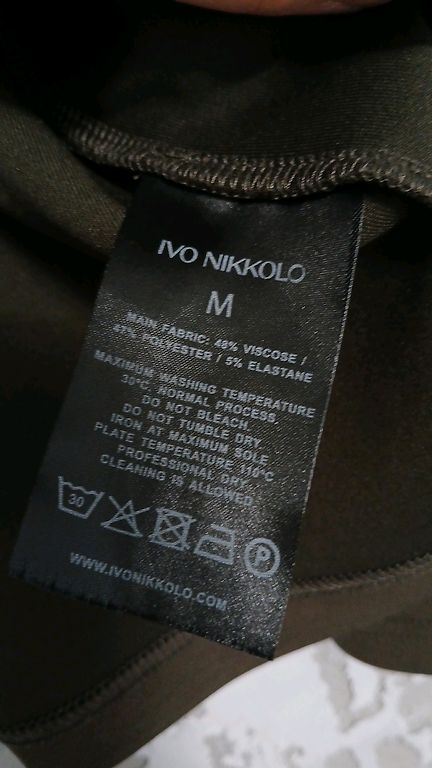 IVO NIKKOLO
M
MAIN FABRIC: 48% VISCOSE /
47% POLYESTER / 5% ELASTANE
MAXIMUM WASHING TEMPERATURE
30°C. NORMAL PROCESS.
DO NOT BLEACH.
DO NOT TUMBLE DRY.
IRON AT MAXIMUM SOLE
PLATE TEMPERATURE 110°C
PROFESSIONAL DRY
CLEANING IS ALLOWED.
30
P
WWW.IVONIKKOLO.COM